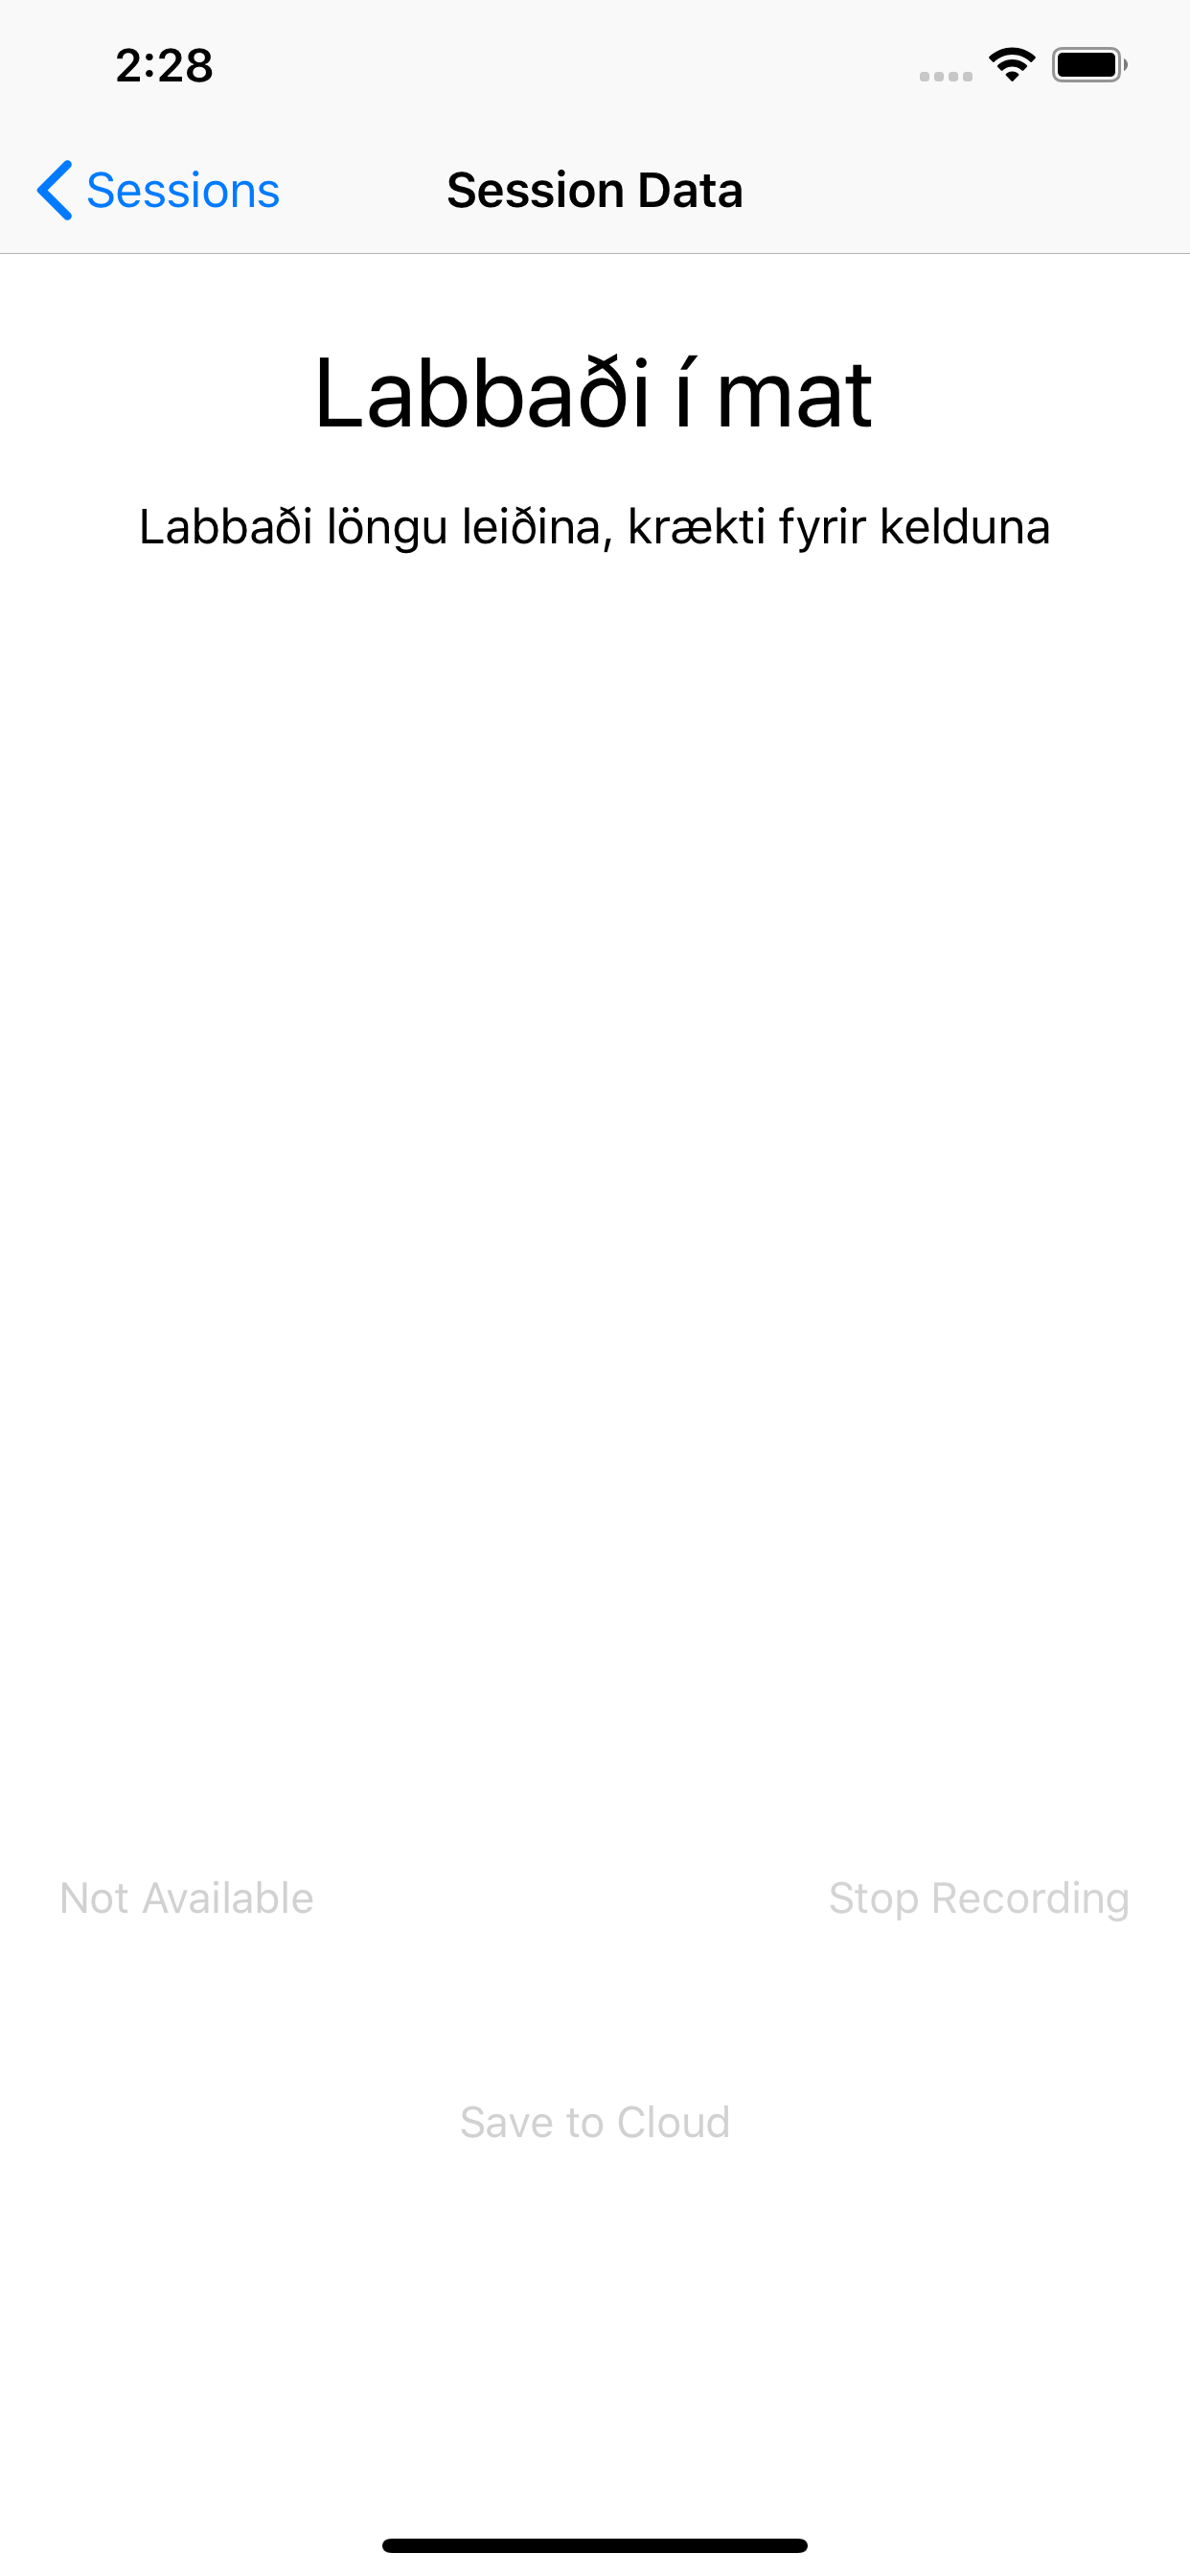 2:28
Sessions
Session Data
Labbaði í mat
Labbaði löngu leiðina, krækti fyrir kelduna
Not Available
Stop Recording
Save to Cloud